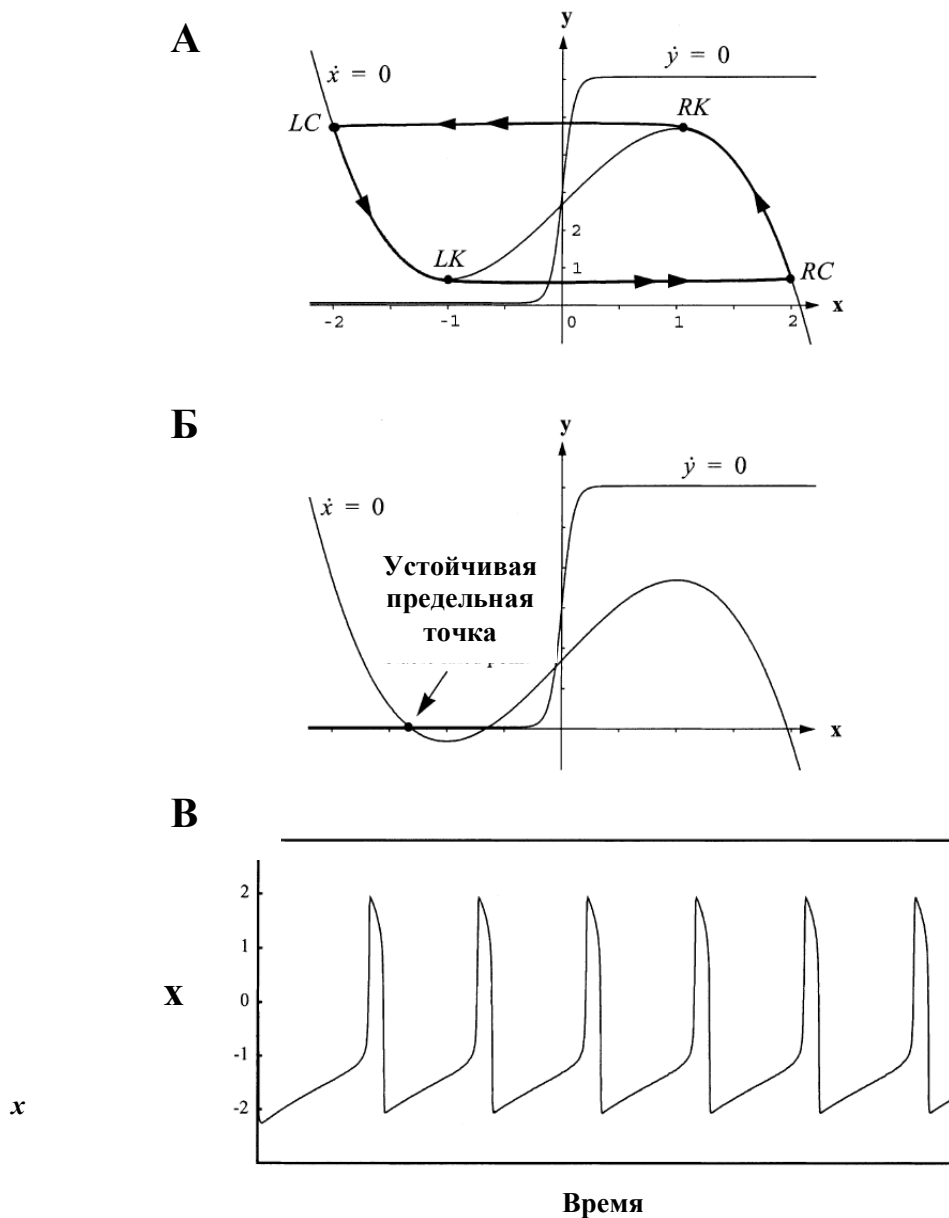 А
y
ẋ = 0
ẏ = 0
LC
RK
2
LK
1
RC
-2
-1
0
1
2
x
Б
y
ẋ = 0
ẏ = 0
Устойчивая
предельная
точка
x
В
2
1
x
0
-1
x
-2
Время